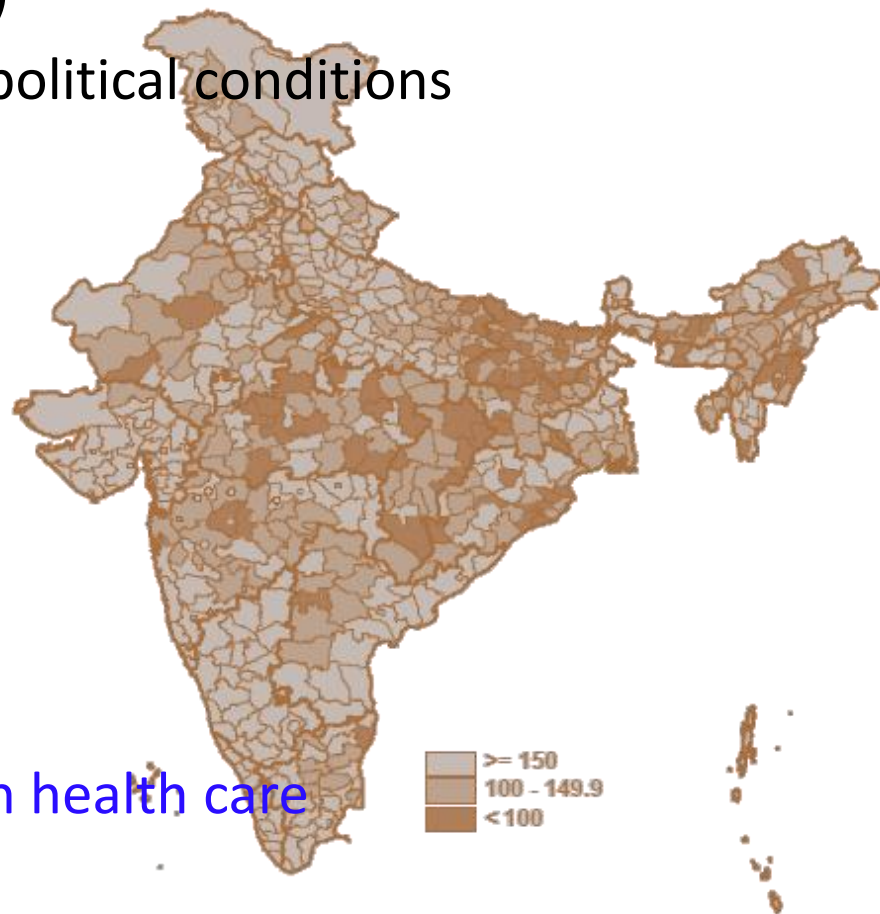 )
political conditions
>= 150
100 - 149.9
<100
n health care